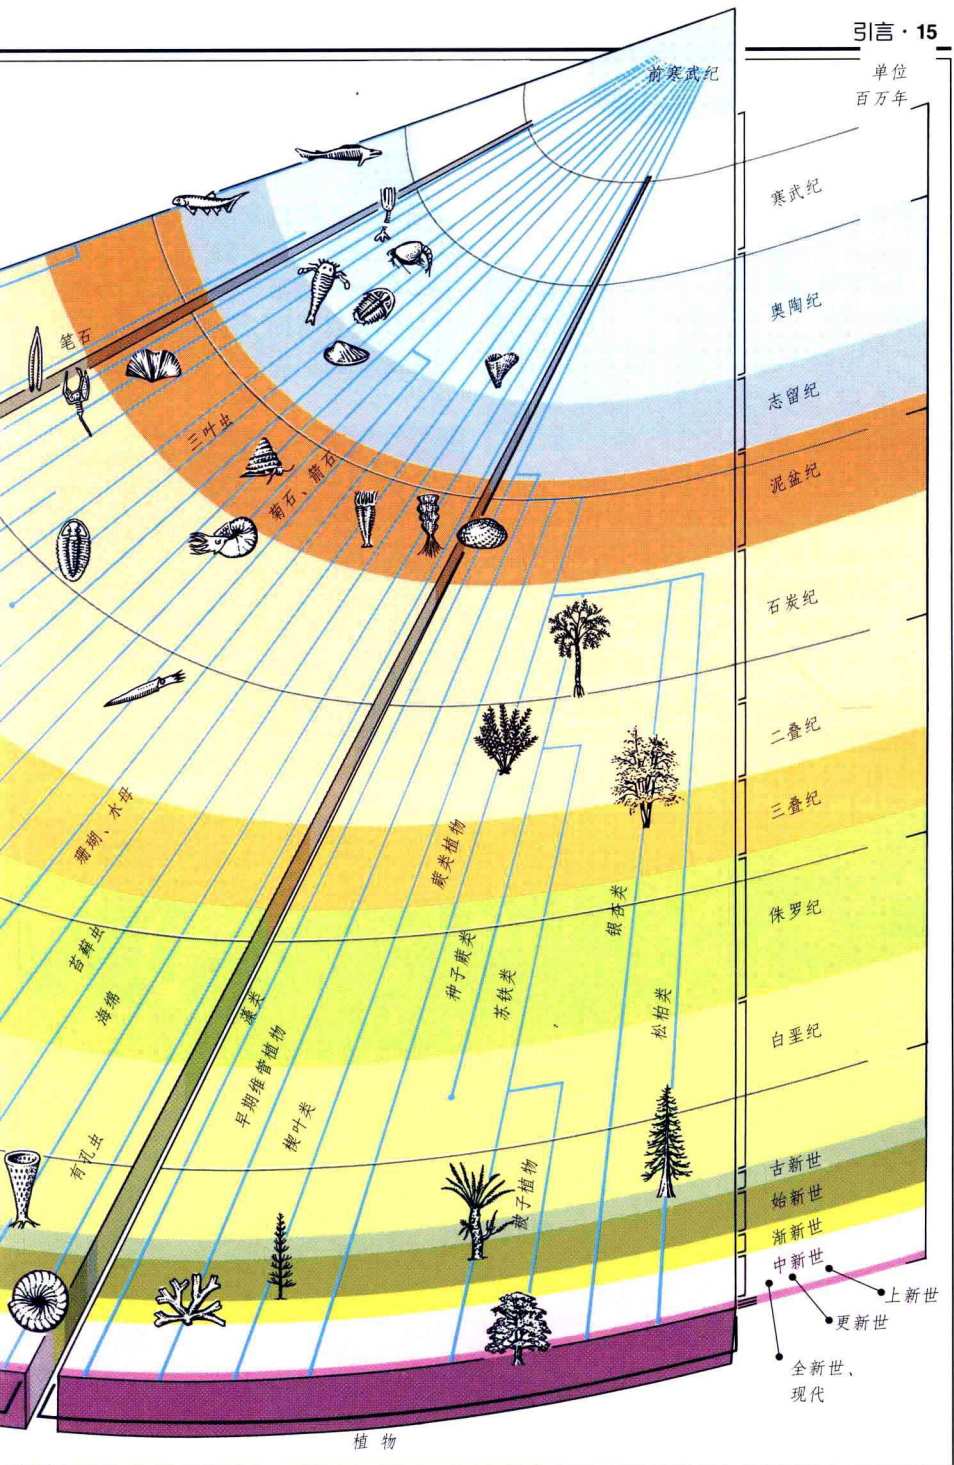 引言·15
单位
百万年
前寒武纪
寒武纪
奥陶纪
志留纪
泥盆纪
石炭纪
二叠纪
三叠纪
侏罗纪
白垩纪
古新世
始新世
渐新世
中新世
上新世
更新世
全新世、
现代
笔石
三叶虫
菊石、箭石
珊瑚、水母
苔藓虫
海绵
有孔虫
藻类
早期维管植物
楔叶类
蕨类植物
种子蕨类
苏铁类
银杏类
松柏类
被子植物
植物